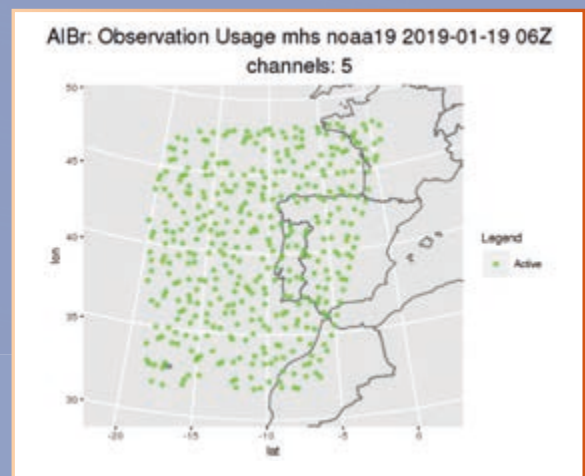 AlBr: Observation Usage mhs noaa19 2019-01-19 06Z
channels: 5
50
45
40
35
30
lon
-20
-15
-10
-5
0
lat
Legend
Active